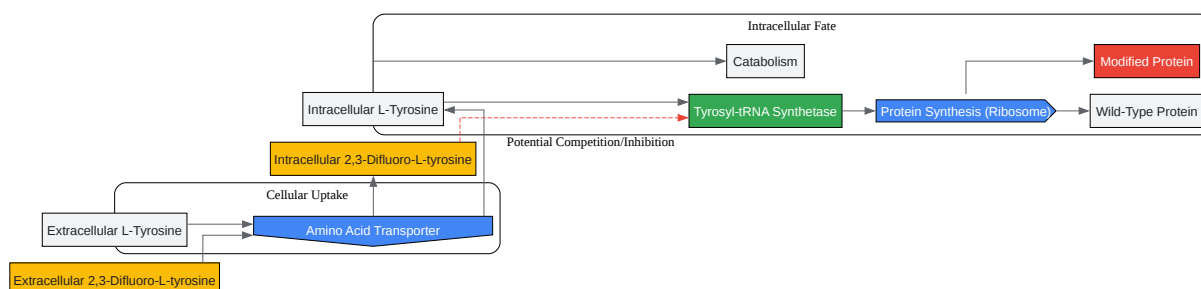 Intracellular Fate
Catabolism
Modified Protein
Intracellular L-Tyrosine
Tyrosyl-tRNA Synthetase
Protein Synthesis (Ribosome)
Wild-Type Protein
Potential Competition/Inhibition
Intracellular 2,3-Difluoro-L-tyrosine
Cellular Uptake
Extracellular L-Tyrosine
Amino Acid Transporter
Extracellular 2,3-Difluoro-L-tyrosine